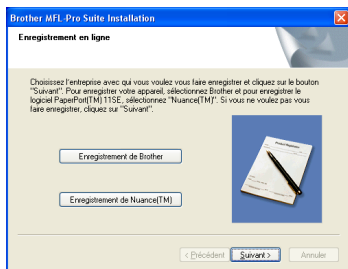 Brother MFL-Pro Suite Installation
Enregistrement en ligne
Choisissez l'entreprise avec qui vous voulez vous faire enregistrer et cliquez sur le bouton
"Suivant". Pour enregistrer votre appareil, sélectionnez Brother et pour enregistrer le
logiciel PaperPort(TM) 11SE, sélectionnez "Nuance(TM)". Si vous ne voulez pas vous
faire enregistrer, cliquez sur "Suivant".
Enregistrement de Brother
Product Registration
Enregistrement de Nuance(TM)
< Précédent
Suivant >
Annuler